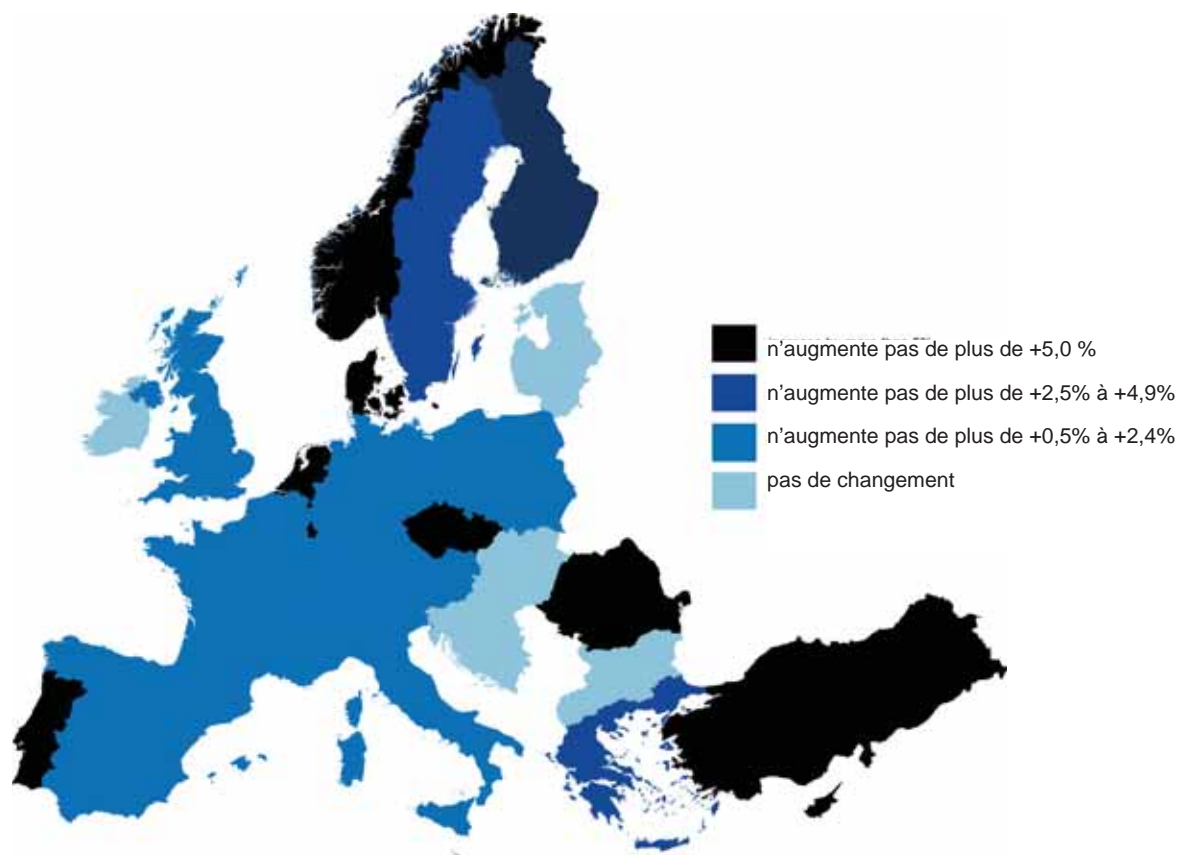 n'augmente pas de plus de +5,0 %
n'augmente pas de plus de +2,5% à +4,9%
n'augmente pas de plus de +0,5% à +2,4%
pas de changement